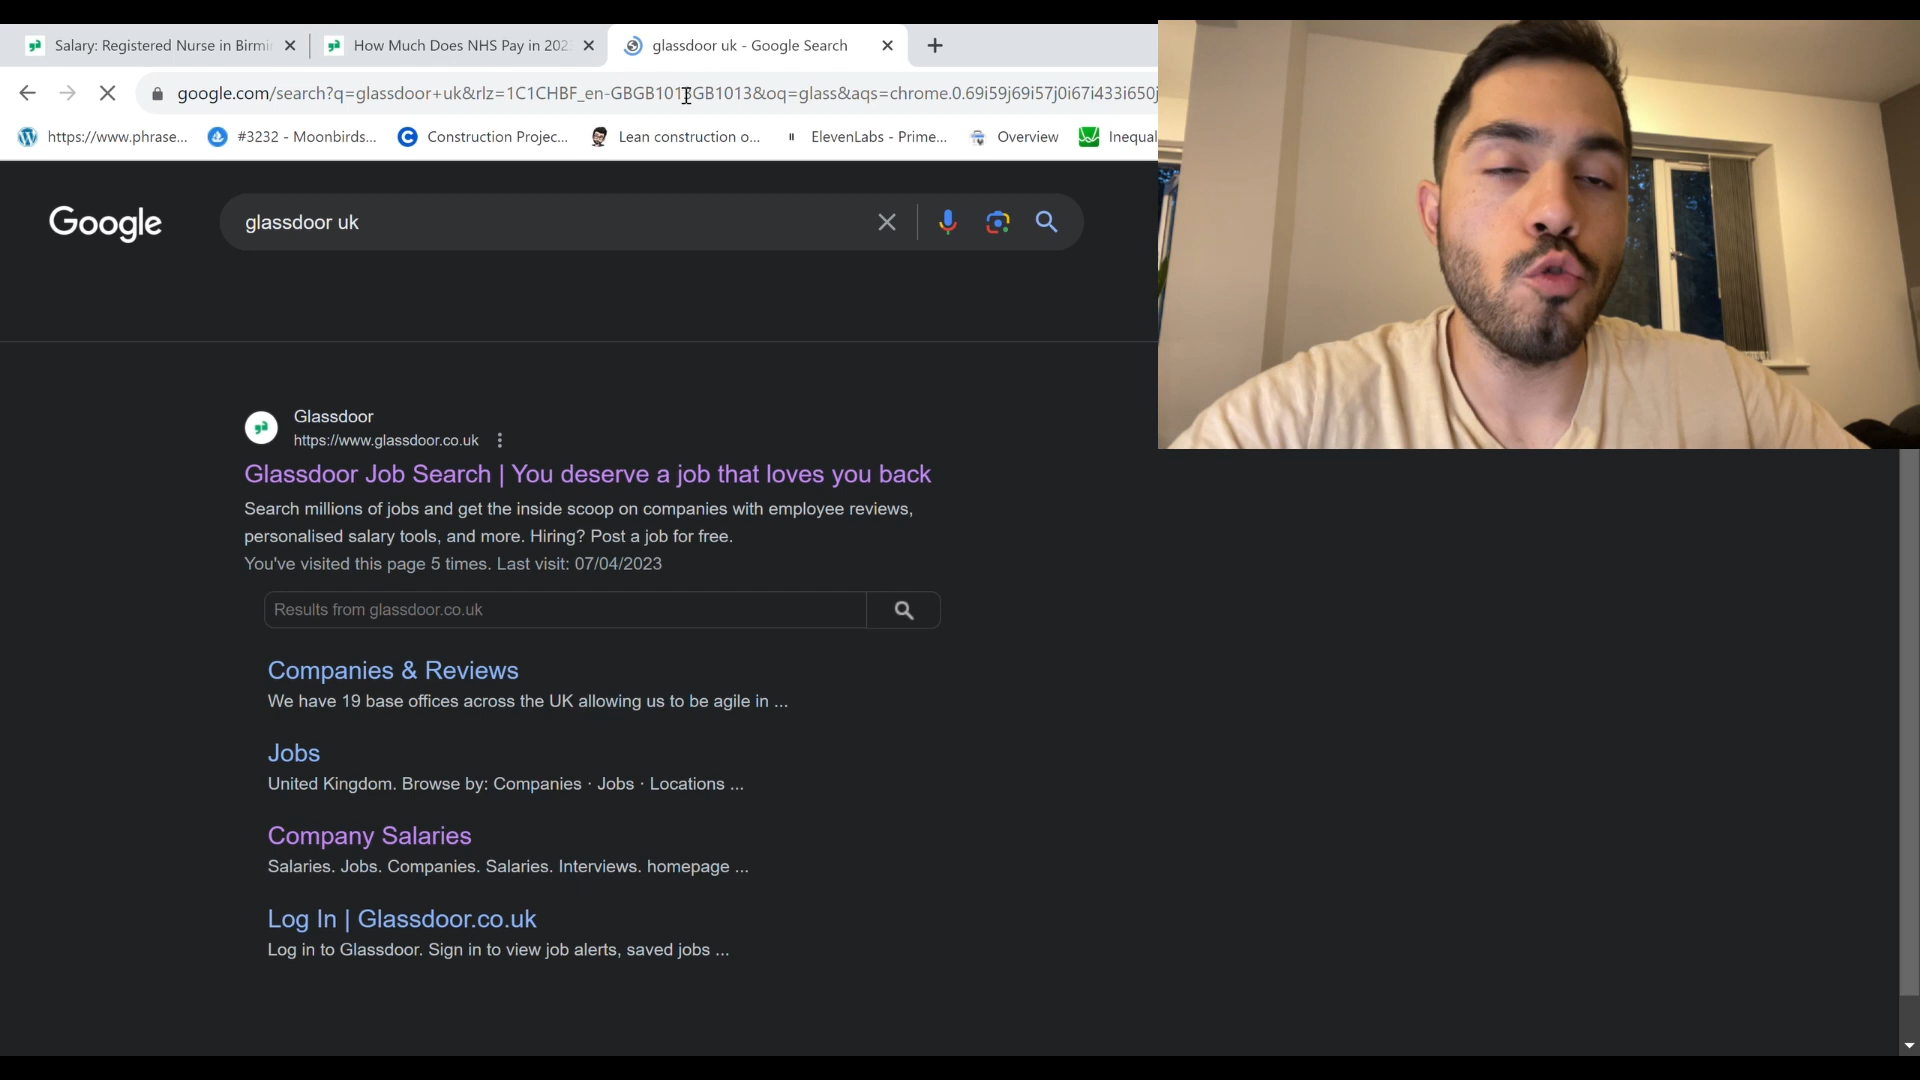 Salary: Registered Nurse in Birmi
How Much Does NHS Pay in 202
glassdoor uk - Google Search
google.com/search?q=glassdoor+uk&rlz=1C1CHBF_en-GBGB1013GB1013&oq=glass&aqs=chrome.0.69i59j69i57j0i67i433i650j
https://www.phrase...
#3232 - Moonbirds...
Construction Projec...
Lean construction o...
ElevenLabs - Prime...
Overview
Inequal
Google
glassdoor uk
Glassdoor
https://www.glassdoor.co.uk
Glassdoor Job Search | You deserve a job that loves you back
Search millions of jobs and get the inside scoop on companies with employee reviews,
personalised salary tools, and more. Hiring? Post a job for free.
You've visited this page 5 times. Last visit: 07/04/2023
Results from glassdoor.co.uk
Companies & Reviews
We have 19 base offices across the UK allowing us to be agile in ...
Jobs
United Kingdom. Browse by: Companies · Jobs · Locations ...
Company Salaries
Salaries. Jobs. Companies. Salaries. Interviews. homepage ...
Log In | Glassdoor.co.uk
Log in to Glassdoor. Sign in to view job alerts, saved jobs ...